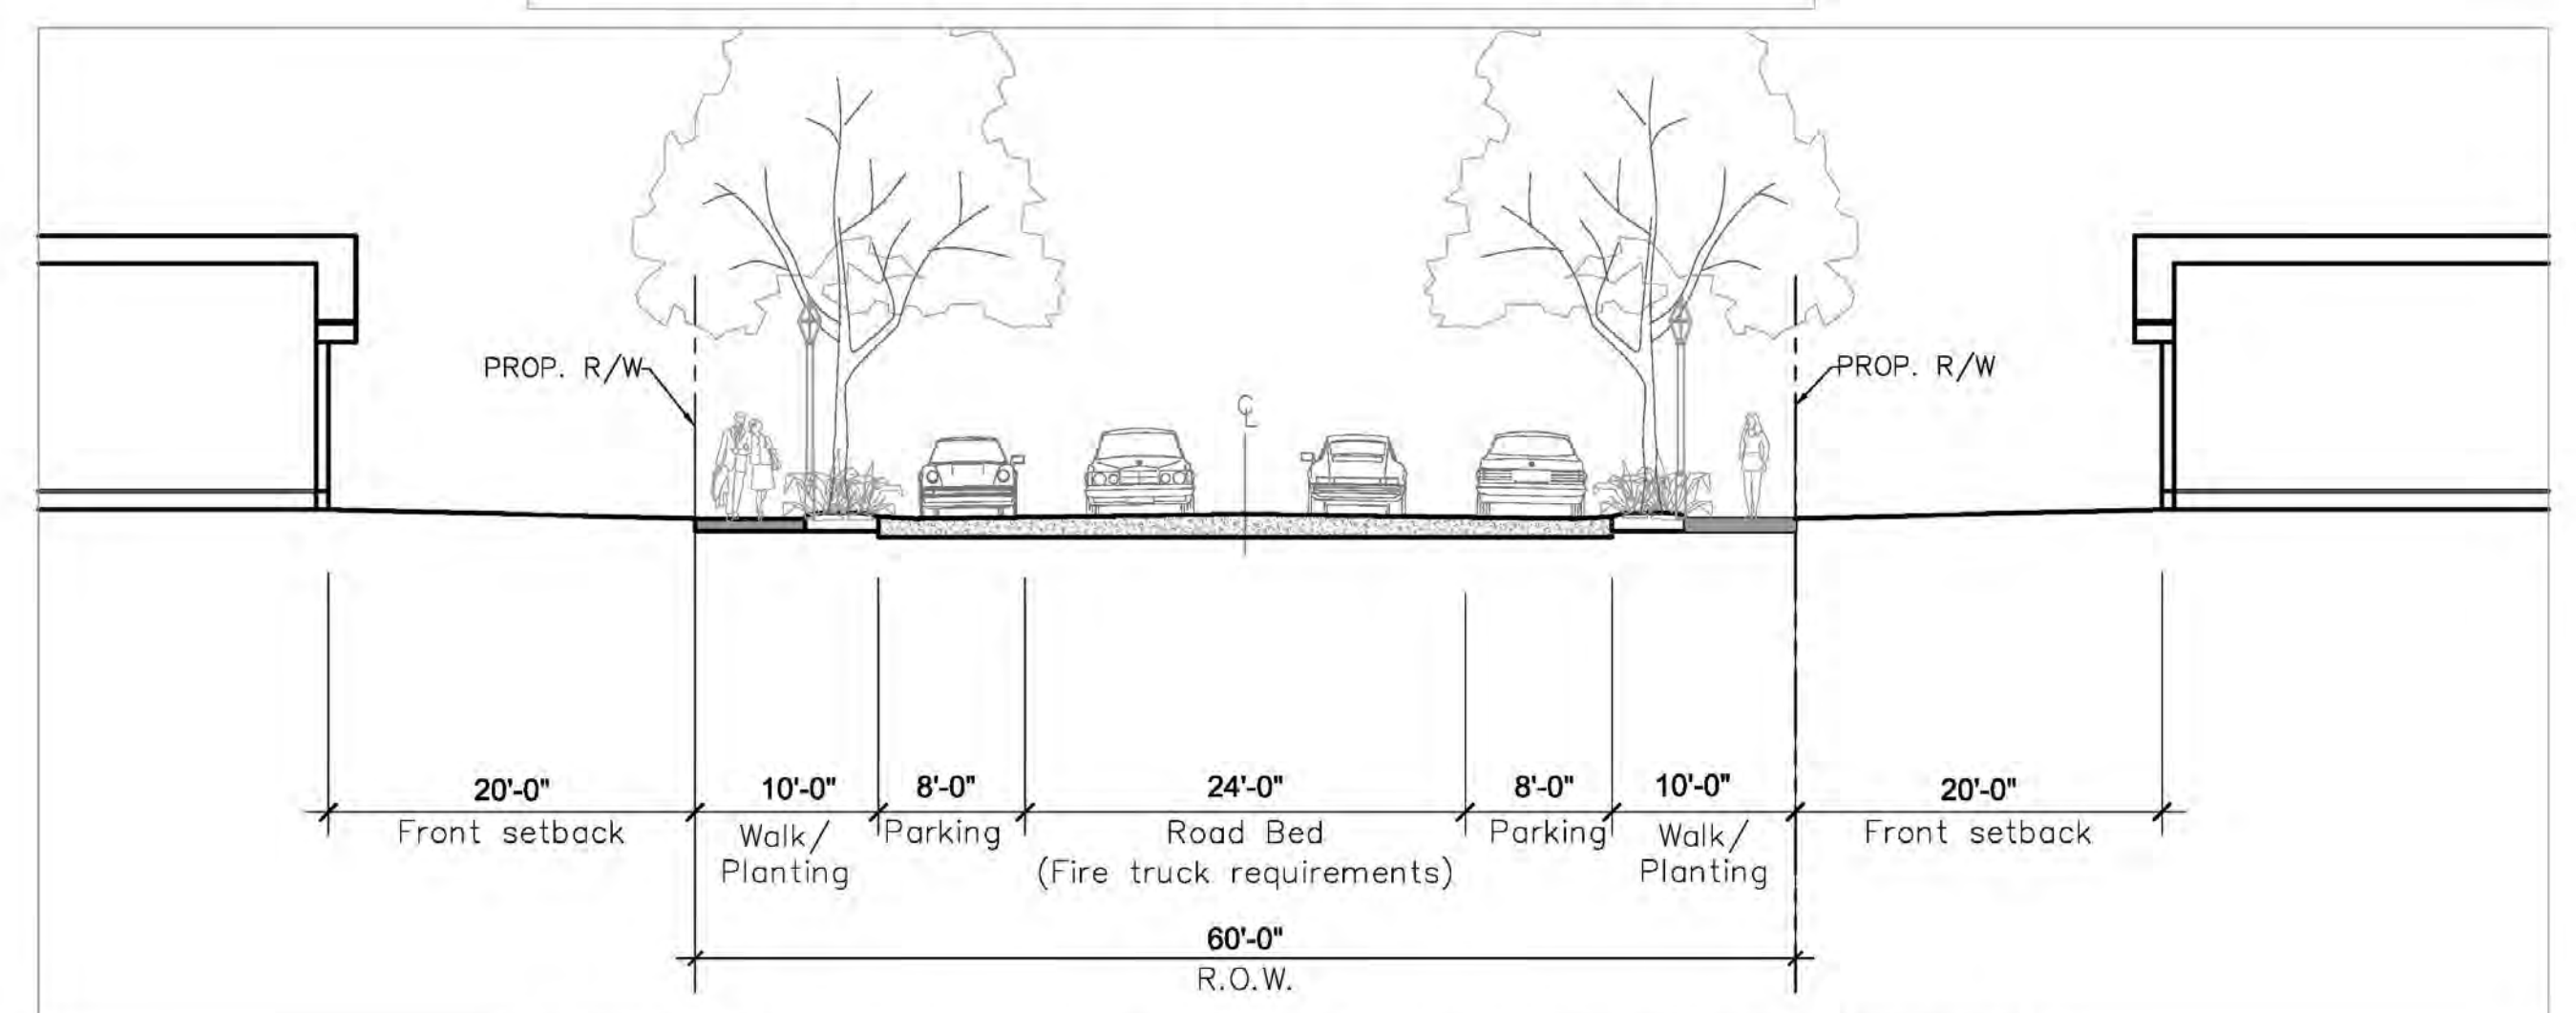 ℄
PROP. R/W
PROP. R/W
20'-0" 10'-0" 8'-0" 24'-0" 8'-0" 10'-0" 20'-0"
Front setback Walk/ Parking Road Bed Parking Walk/ Front setback
Planting (Fire truck requirements) Planting
60'-0"
R.O.W.